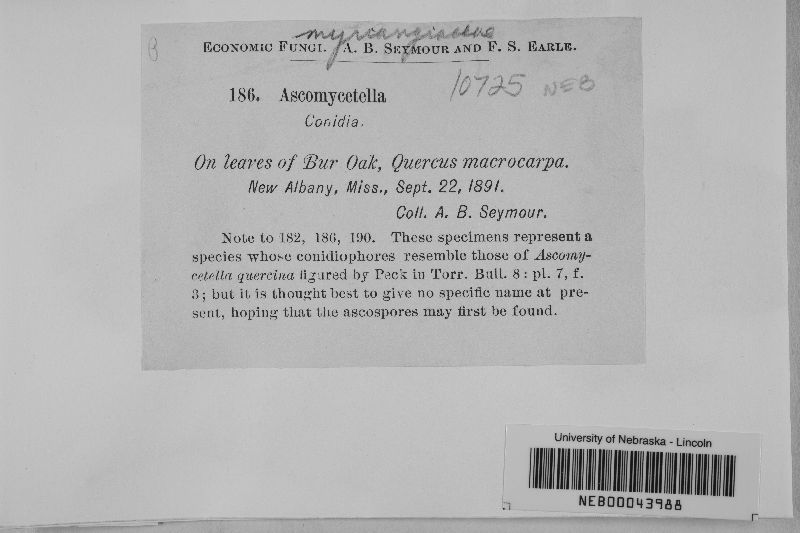 myriangiaceae
B
ECONOMIC FUNGI. A. B. SEYMOUR AND F. S. EARLE.
186. Ascomycetella
10725 NEB
Conidia.
On leaves of Bur Oak, Quercus macrocarpa.
New Albany, Miss., Sept. 22, 1891.
Coll. A. B. Seymour.
Note to 182, 186, 190. These specimens represent a
species whose conidiophores resemble those of Ascomy-
cetella quercina figured by Peck in Torr. Bull. 8: pl. 7, f.
3; but it is thought best to give no specific name at pre-
sent, hoping that the ascospores may first be found.
University of Nebraska - Lincoln
NEB00043988